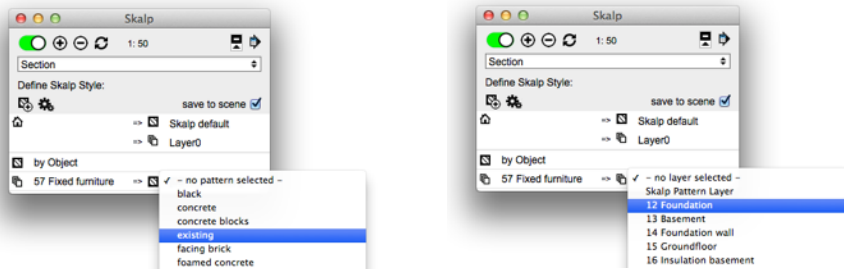 Skalp
1: 50
Section
Define Skalp Style:
save to scene
=> Skalp default
=> Layer0
by Object
57 Fixed furniture =>
✓ – no pattern selected –
black
concrete
concrete blocks
existing
facing brick
foamed concrete
Skalp
1: 50
Section
Define Skalp Style:
save to scene
=> Skalp default
=> Layer0
by Object
57 Fixed furniture =>
✓ – no layer selected –
Skalp Pattern Layer
12 Foundation
13 Basement
14 Foundation wall
15 Groundfloor
16 Insulation basement